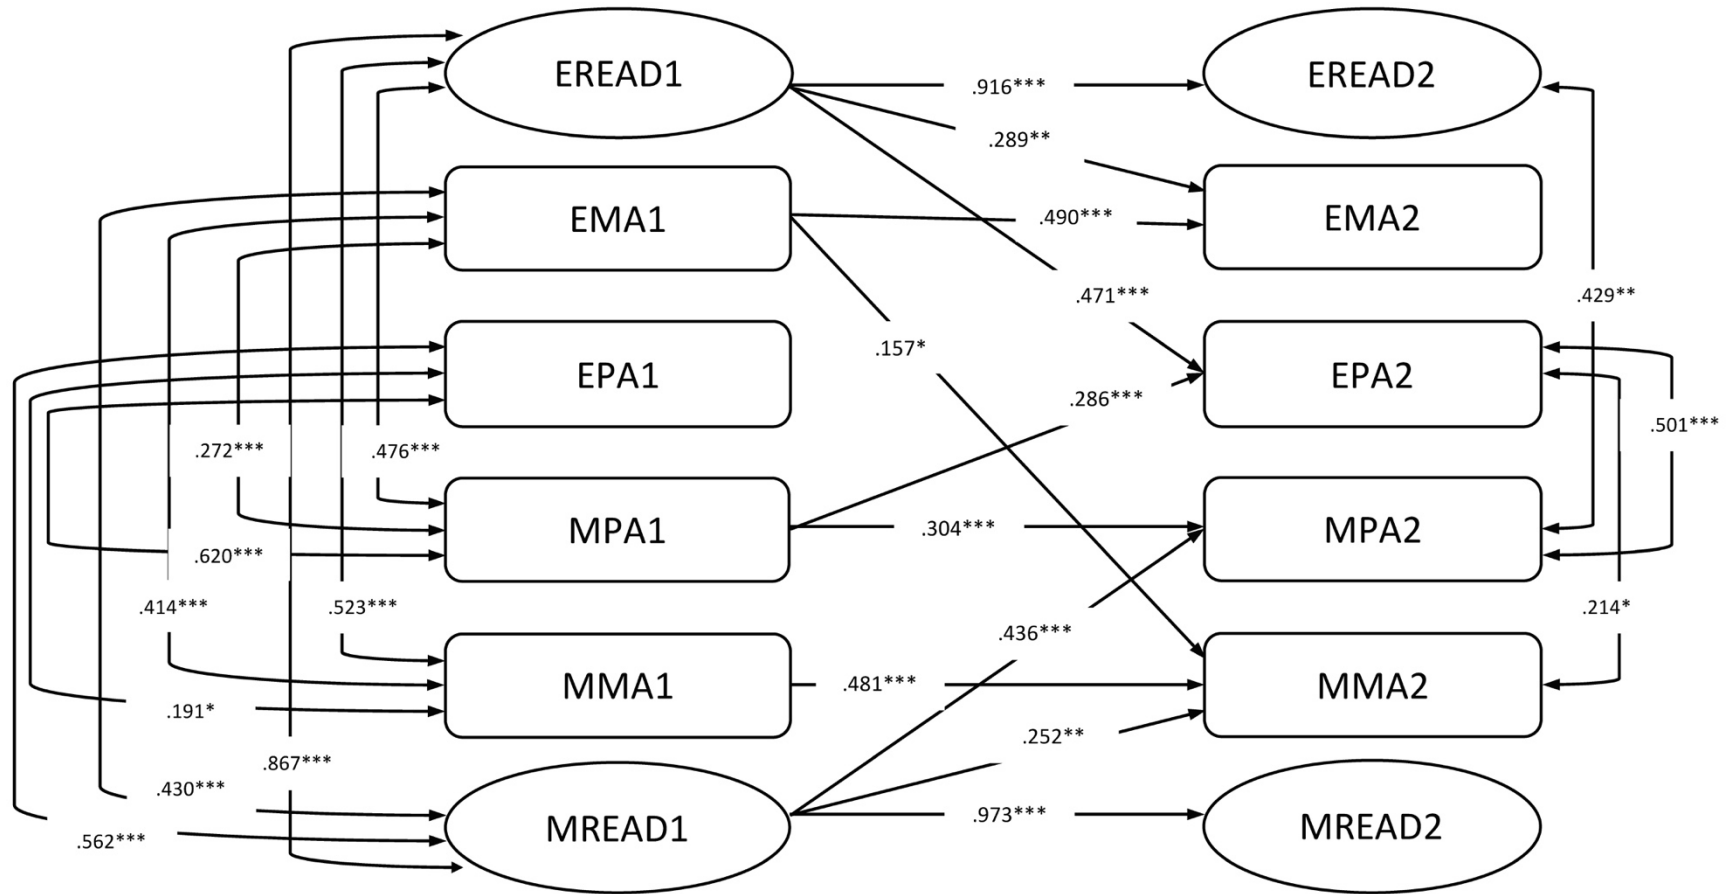 EREAD1
EREAD2
.916***
.289**
EMA1
EMA2
.490***
.471***
.429**
.157*
EPA1
EPA2
.286***
.501***
.272***
.476***
MPA1
MPA2
.304***
.620***
.414***
.523***
.436***
.214*
MMA1
MMA2
.481***
.191*
.252**
.867***
.430***
MREAD1
MREAD2
.973***
.562***